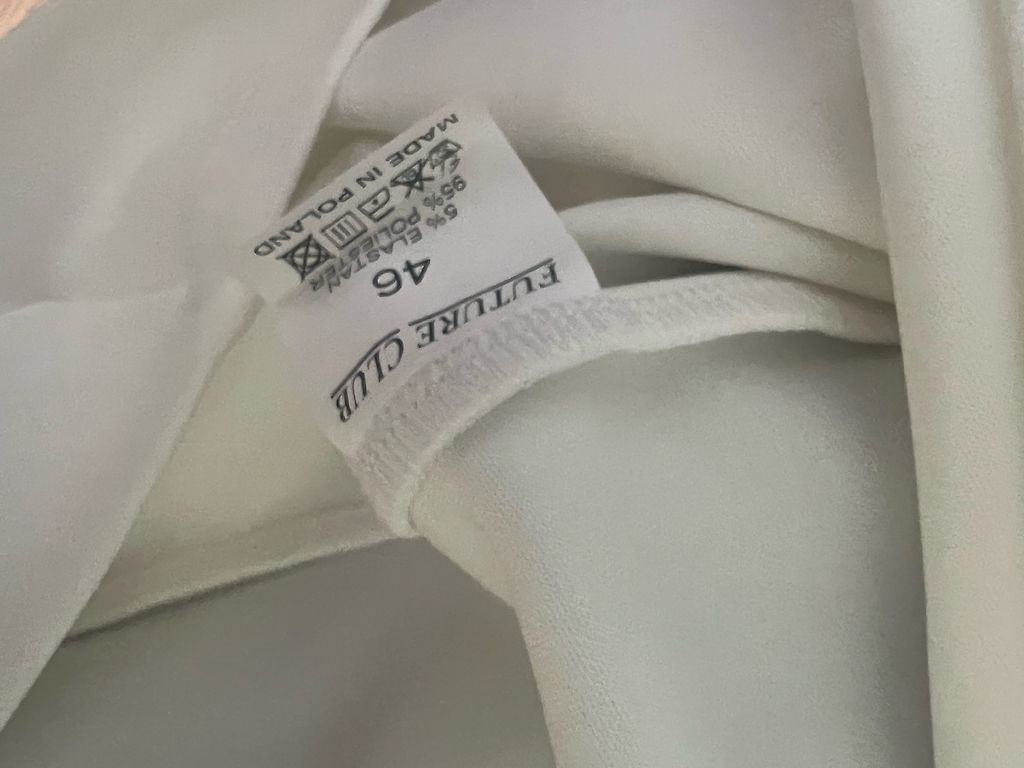 FUTURE CLUB
46
5% ELASTAN
95% POLIESTER
MADE IN POLAND